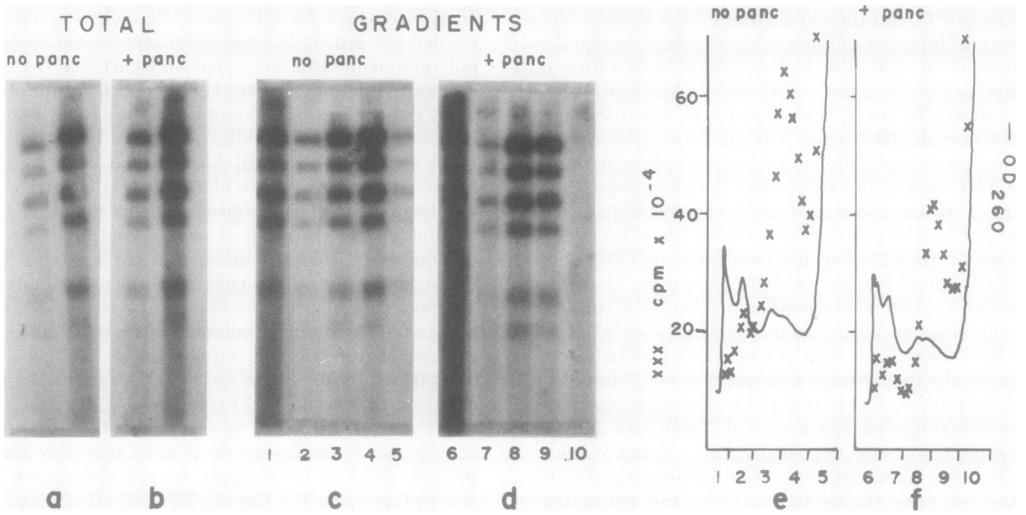 TOTAL GRADIENTS
no panc + panc no panc + panc no panc + panc
60
40
20
xxx cpm x 10-4
OD 260
1 2 3 4 5 6 7 8 9 10
1 2 3 4 5 6 7 8 9 10
a b c d e f